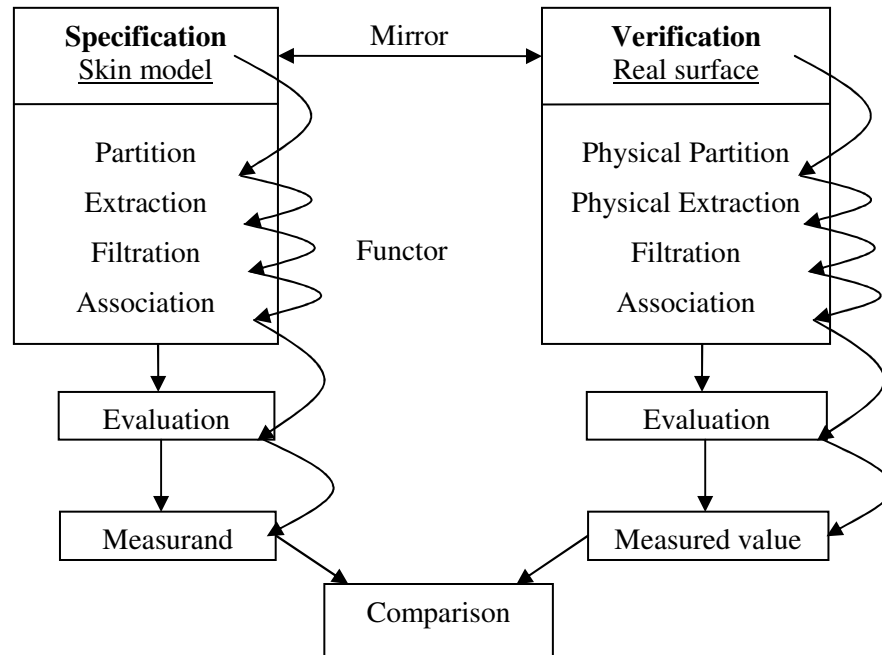 Specification
Skin model
Mirror
Verification
Real surface
Partition
Extraction
Filtration
Association
Functor
Physical Partition
Physical Extraction
Filtration
Association
Evaluation
Evaluation
Measurand
Measured value
Comparison